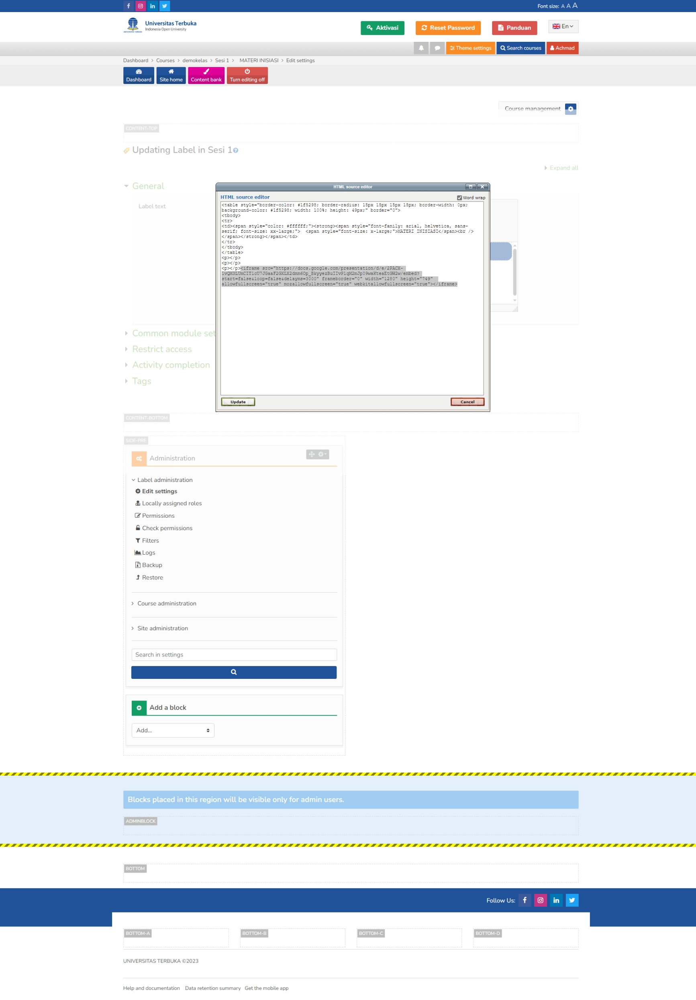 Font size: A A A
Universitas Terbuka
Indonesia Open University
UNIVERSITAS TERBUKA
Aktivasi
Reset Password
Panduan
En
Theme settings
Search courses
Achmad
Dashboard > Courses > demokelas > Sesi 1 > MATERI INISIASI > Edit settings
Dashboard
Site home
Content bank
Turn editing off
Course management
CONTENT-TOP
Updating Label in Sesi 1
Expand all
General
Label text
HTML source editor
HTML source editor
Word wrap
<table style="border-color: #1f5298; border-radius: 15px 15px 15px 15px; border-width: 0px;
background-color: #1f5298; width: 100%; height: 49px;" border="0">
<tbody>
<tr>
<td><span style="color: #ffffff;"><strong><span style="font-family: arial, helvetica, sans-
serif; font-size: xx-large;"> <span style="font-size: x-large;">MATERI INISIASI</span><br />
</span></strong></span></td>
</tr>
</tbody>
</table>
<p></p>
<p></p>
<p></p><iframe src="https://docs.google.com/presentation/d/e/2PACX-
start=false&loop=false&delayms=3000" frameborder="0" width="1280" height="749"
allowfullscreen="true" mozallowfullscreen="true" webkitallowfullscreen="true"></iframe>
Update
Cancel
Common module set
Restrict access
Activity completion
Tags
CONTENT-BOTTOM
SIDE-PRE
Administration
Label administration
Edit settings
Locally assigned roles
Permissions
Check permissions
Filters
Logs
Backup
Restore
Course administration
Site administration
Search in settings
Add a block
Add...
Blocks placed in this region will be visible only for admin users.
ADMINBLOCK
BOTTOM
Follow Us:
BOTTOM-A
BOTTOM-B
BOTTOM-C
BOTTOM-D
UNIVERSITAS TERBUKA ©2023
Help and documentation Data retention summary Get the mobile app